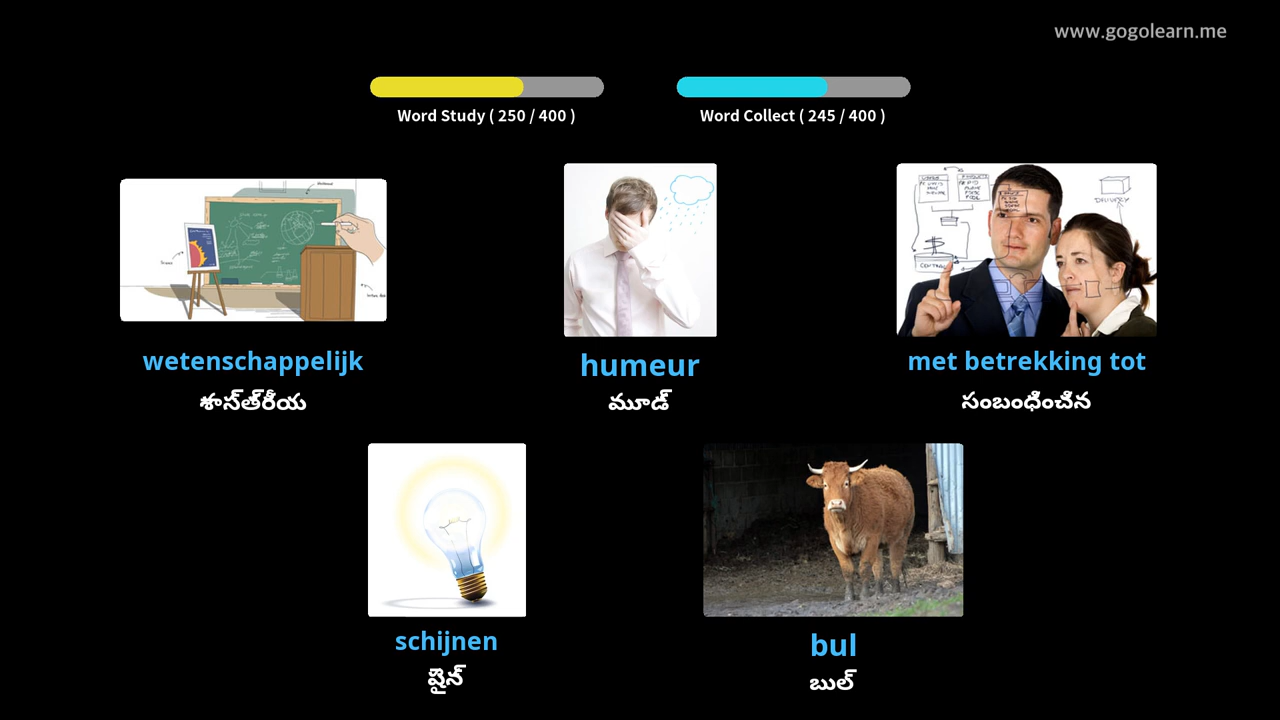 www.gogolearn.me
Word Study ( 250 / 400 )
Word Collect ( 245 / 400 )
wetenschappelijk
humeur
met betrekking tot
శాస్త్రీయ
మూడ్
సంబంధించిన
schijnen
bul
షైన్
బుల్